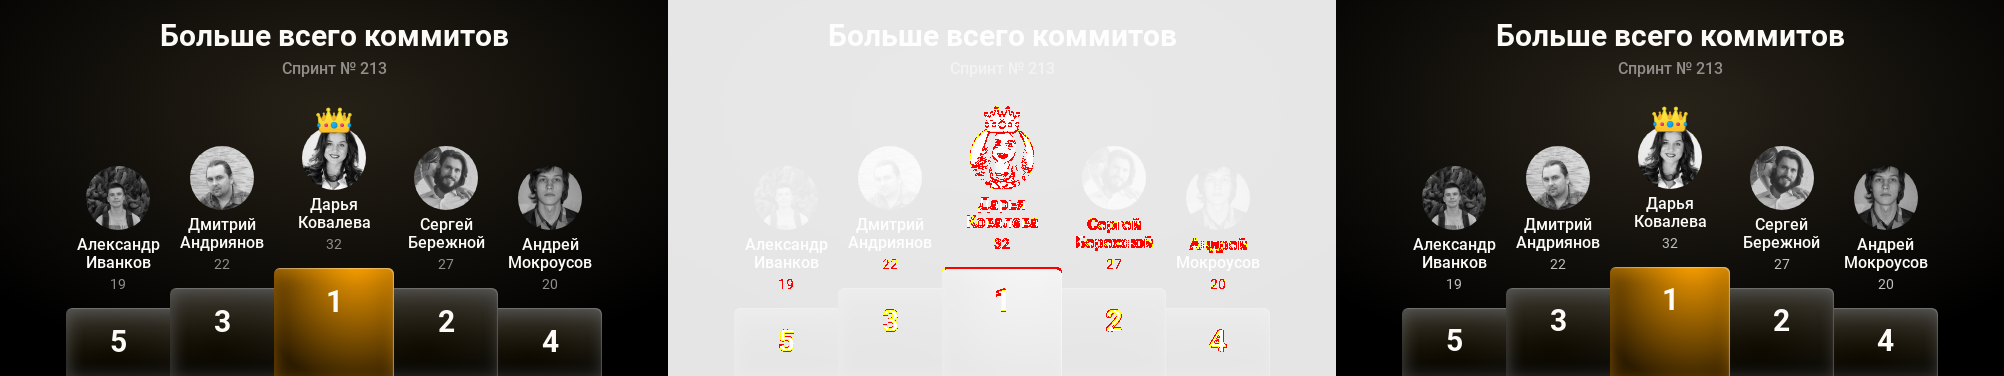 Больше всего коммитов
Спринт № 213
Дарья
Ковалева
32
Дмитрий
Андриянов
22
Сергей
Бережной
27
Александр
Иванков
19
Андрей
Мокроусов
20
1
3
2
5
4
Больше всего коммитов
Спринт № 213
Дарья
Ковалева
32
Дмитрий
Андриянов
22
Сергей
Бережной
27
Александр
Иванков
19
Андрей
Мокроусов
20
1
3
2
5
4
Больше всего коммитов
Спринт № 213
Дарья
Ковалева
32
Дмитрий
Андриянов
22
Сергей
Бережной
27
Александр
Иванков
19
Андрей
Мокроусов
20
1
3
2
5
4